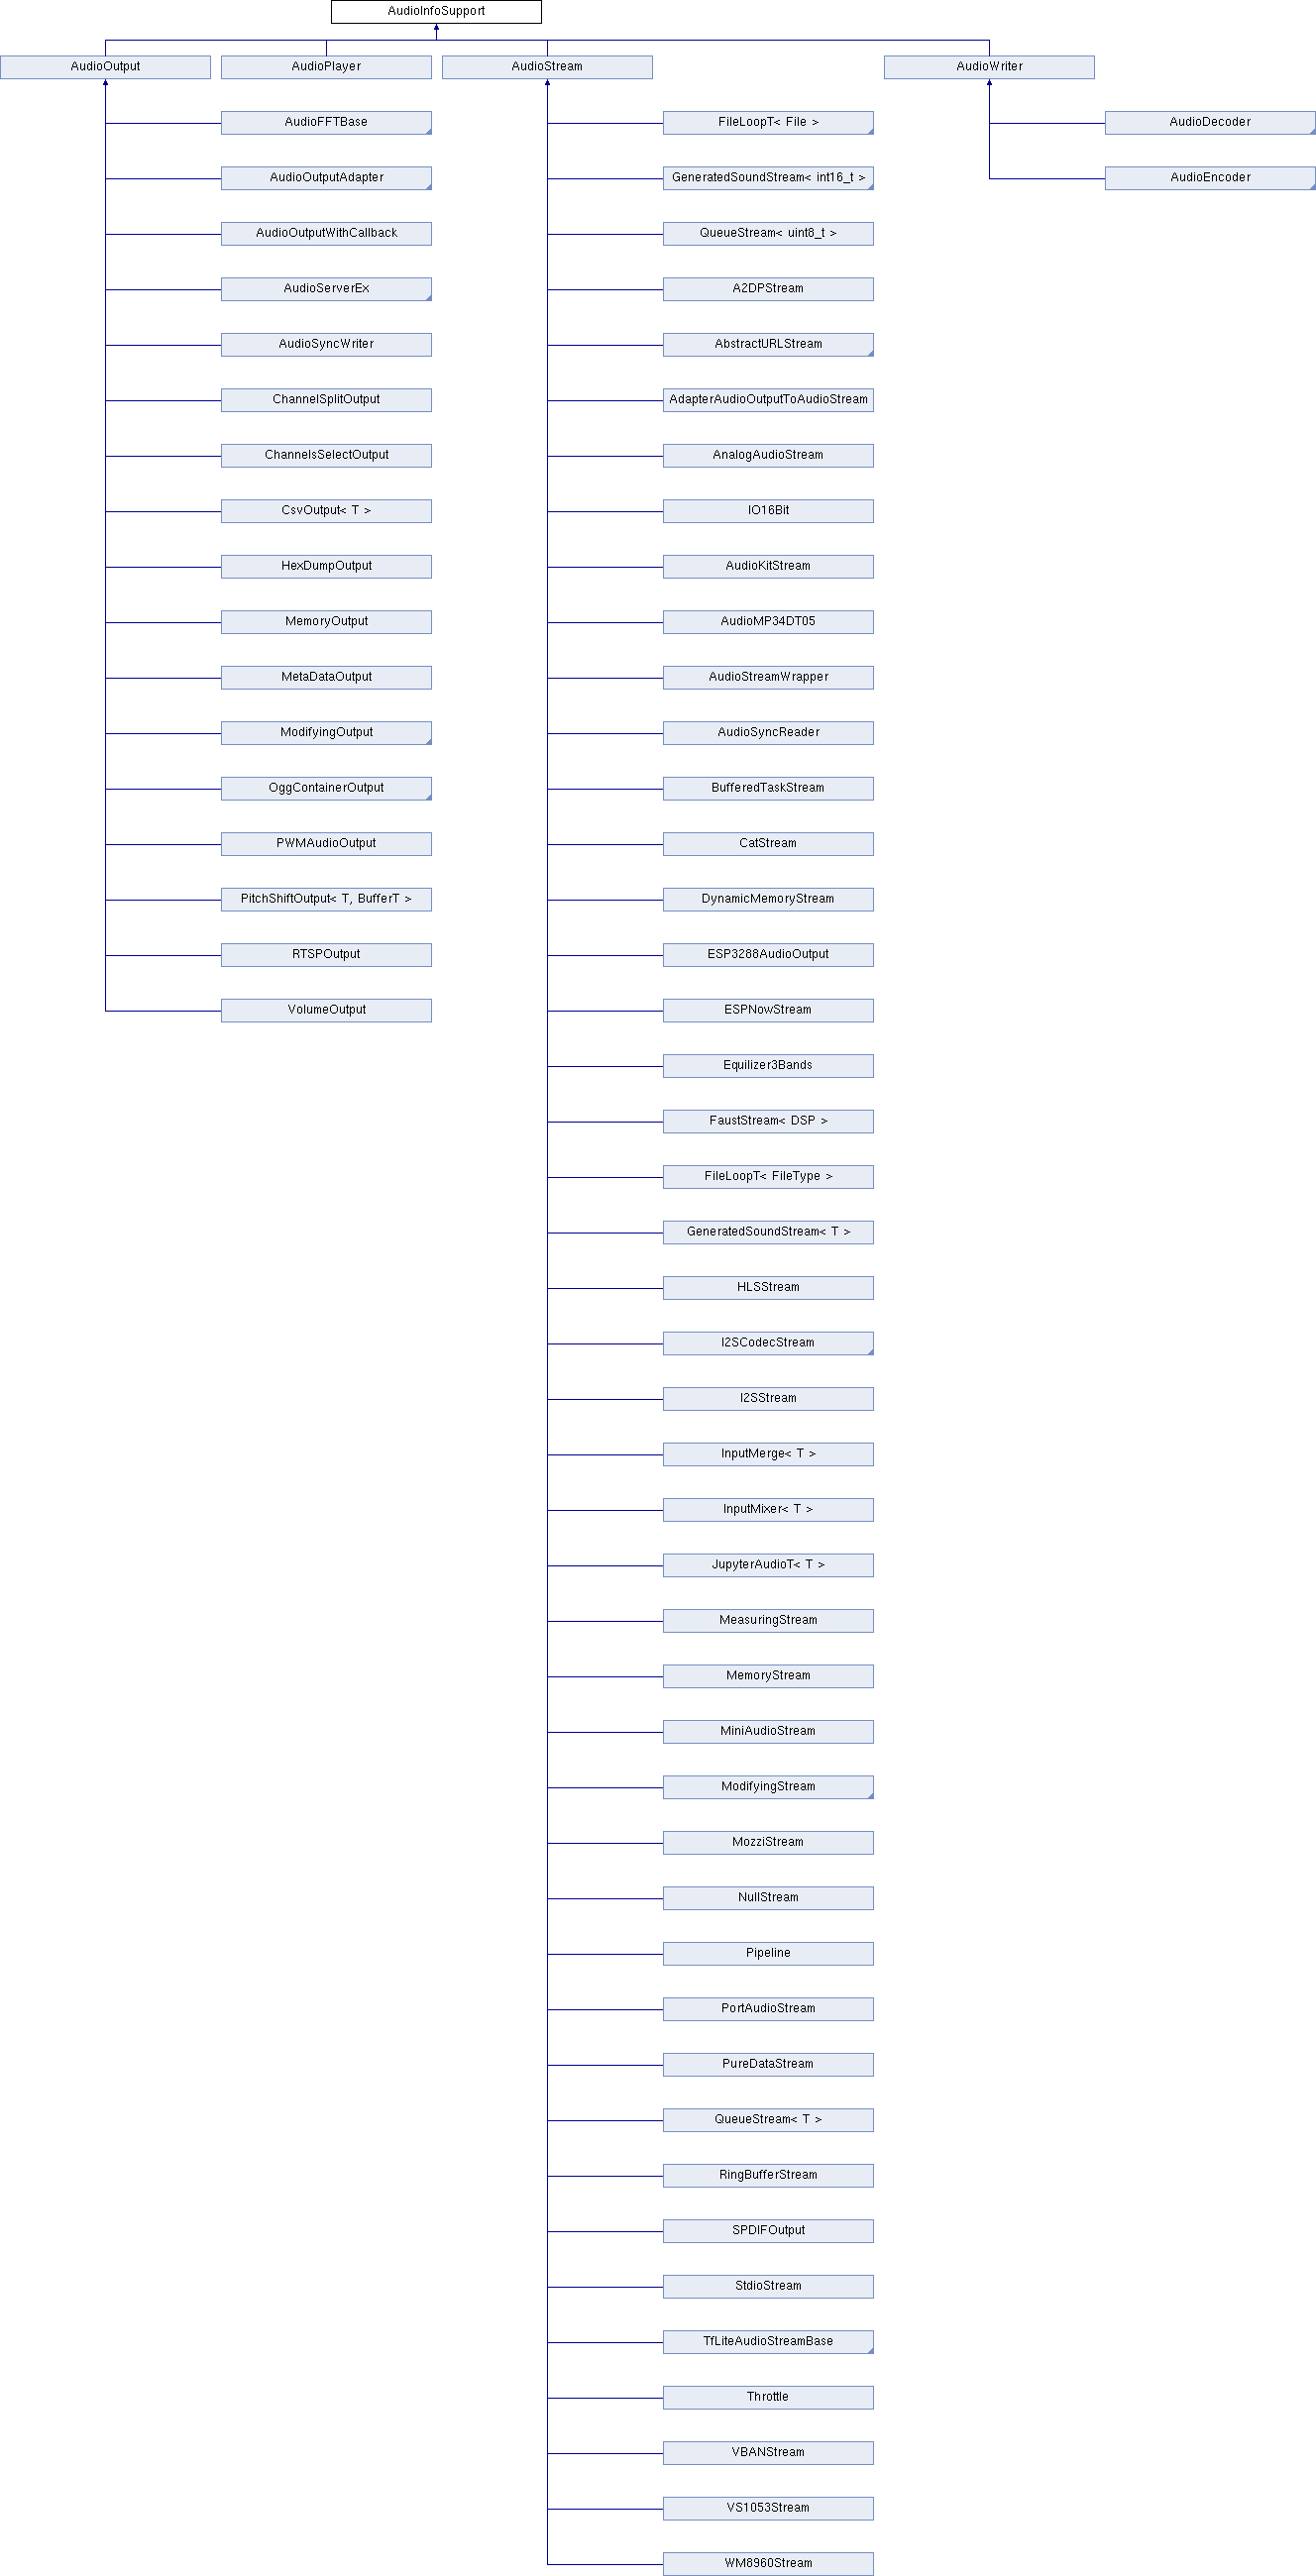 AudioInfoSupport
AudioOutput
AudioPlayer
AudioStream
AudioWriter
AudioFFTBase
AudioOutputAdapter
AudioOutputWithCallback
AudioServerEx
AudioSyncWriter
ChannelSplitOutput
ChannelsSelectOutput
CsvOutput< T >
HexDumpOutput
MemoryOutput
MetaDataOutput
ModifyingOutput
OggContainerOutput
PWMAudioOutput
PitchShiftOutput< T, BufferT >
RTSPOutput
VolumeOutput
FileLoopT< File >
GeneratedSoundStream< int16_t >
QueueStream< uint8_t >
A2DPStream
AbstractURLStream
AdapterAudioOutputToAudioStream
AnalogAudioStream
IO16Bit
AudioKitStream
AudioMP34DT05
AudioStreamWrapper
AudioSyncReader
BufferedTaskStream
CatStream
DynamicMemoryStream
ESP3288AudioOutput
ESPNowStream
Equilizer3Bands
FaustStream< DSP >
FileLoopT< FileType >
GeneratedSoundStream< T >
HLSStream
I2SCodecStream
I2SStream
InputMerge< T >
InputMixer< T >
JupyterAudioT< T >
MeasuringStream
MemoryStream
MiniAudioStream
ModifyingStream
MozziStream
NullStream
Pipeline
PortAudioStream
PureDataStream
QueueStream< T >
RingBufferStream
SPDIFOutput
StdioStream
TfLiteAudioStreamBase
Throttle
VBANStream
VS1053Stream
WM8960Stream
AudioDecoder
AudioEncoder